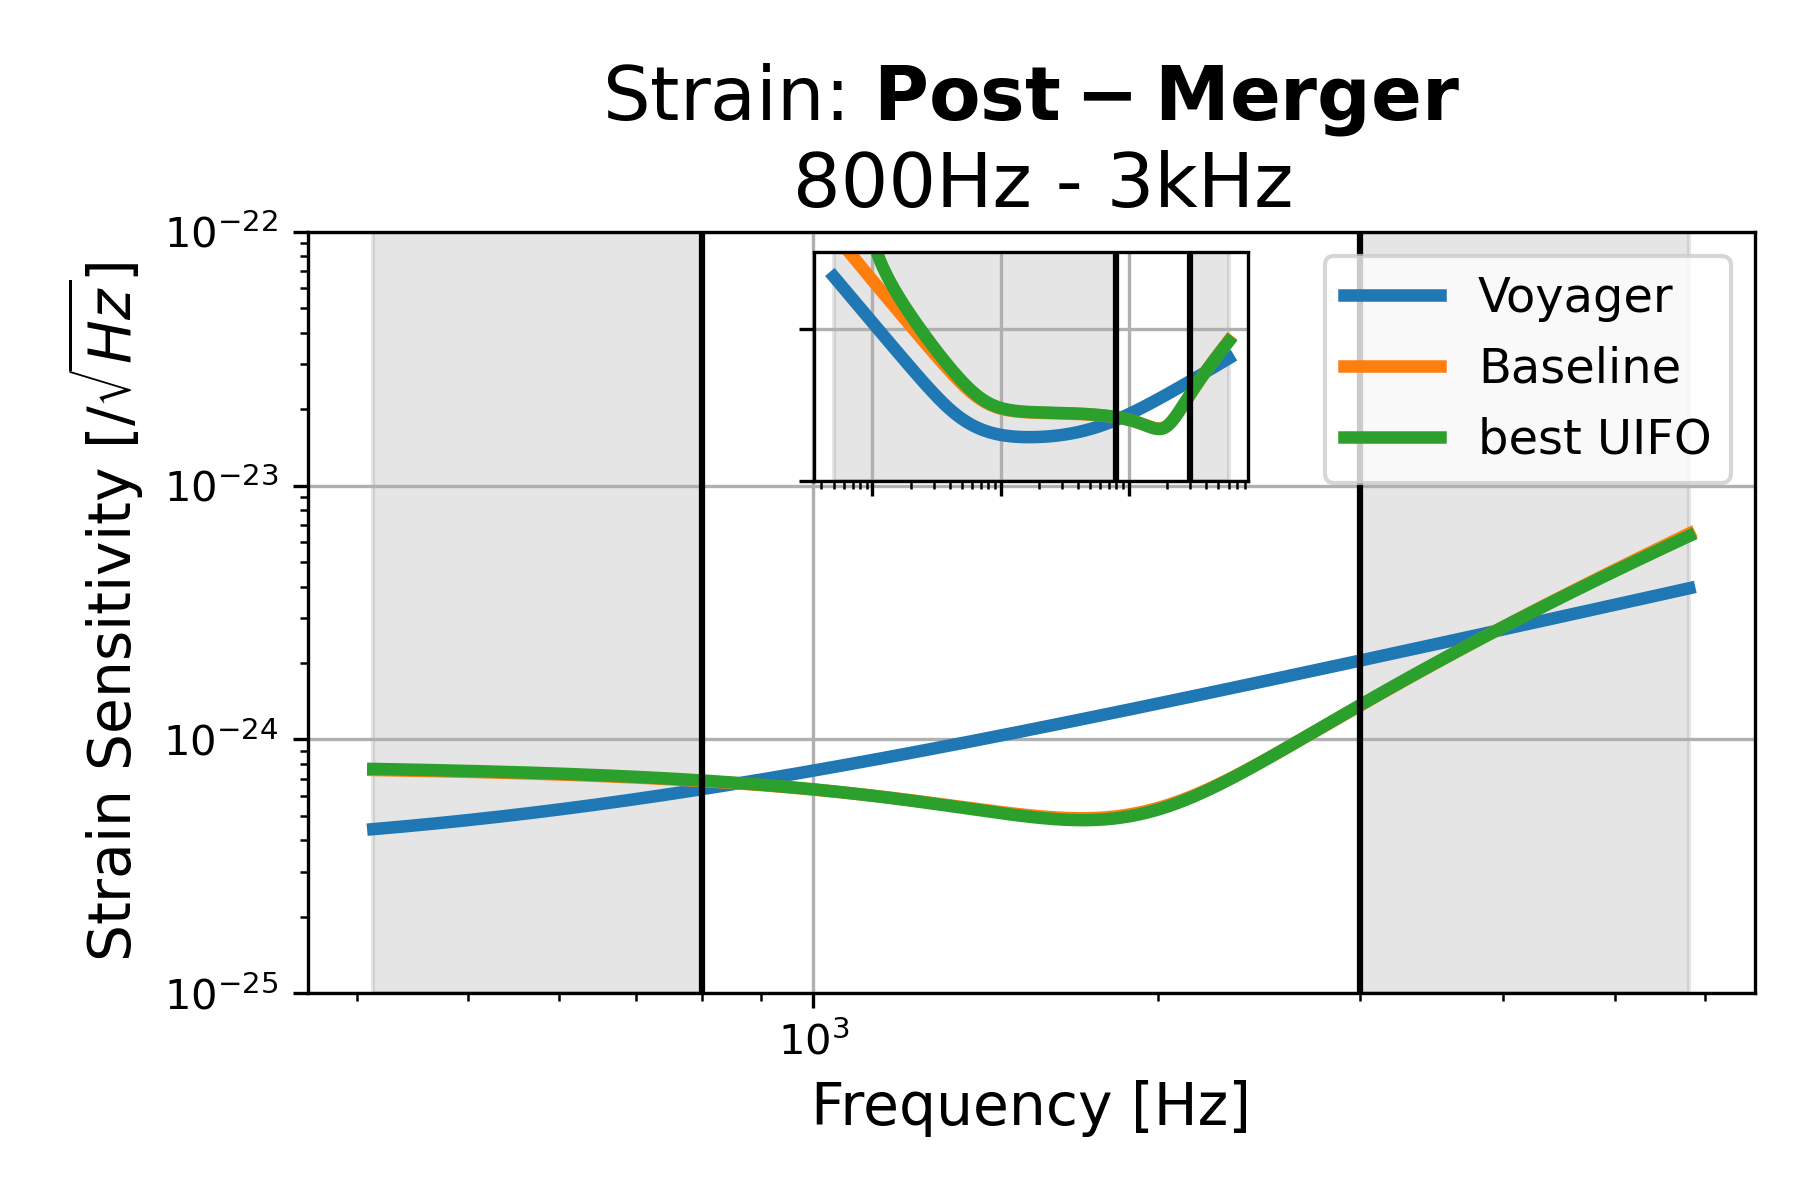 Strain: Post − Merger
800Hz - 3kHz
Strain Sensitivity [/√Hz]
10⁻²²
10⁻²³
10⁻²⁴
10⁻²⁵
Voyager
Baseline
best UIFO
10³
Frequency [Hz]